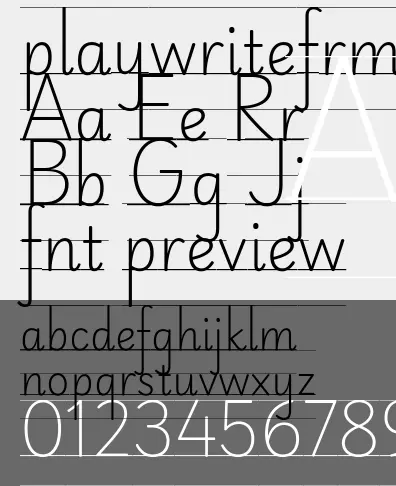 playwritefrm
Aa Ee Rr
A
Bb Gg Jj
fnt preview
abcdefghijklm
nopqrstuvwxyz
0123456789